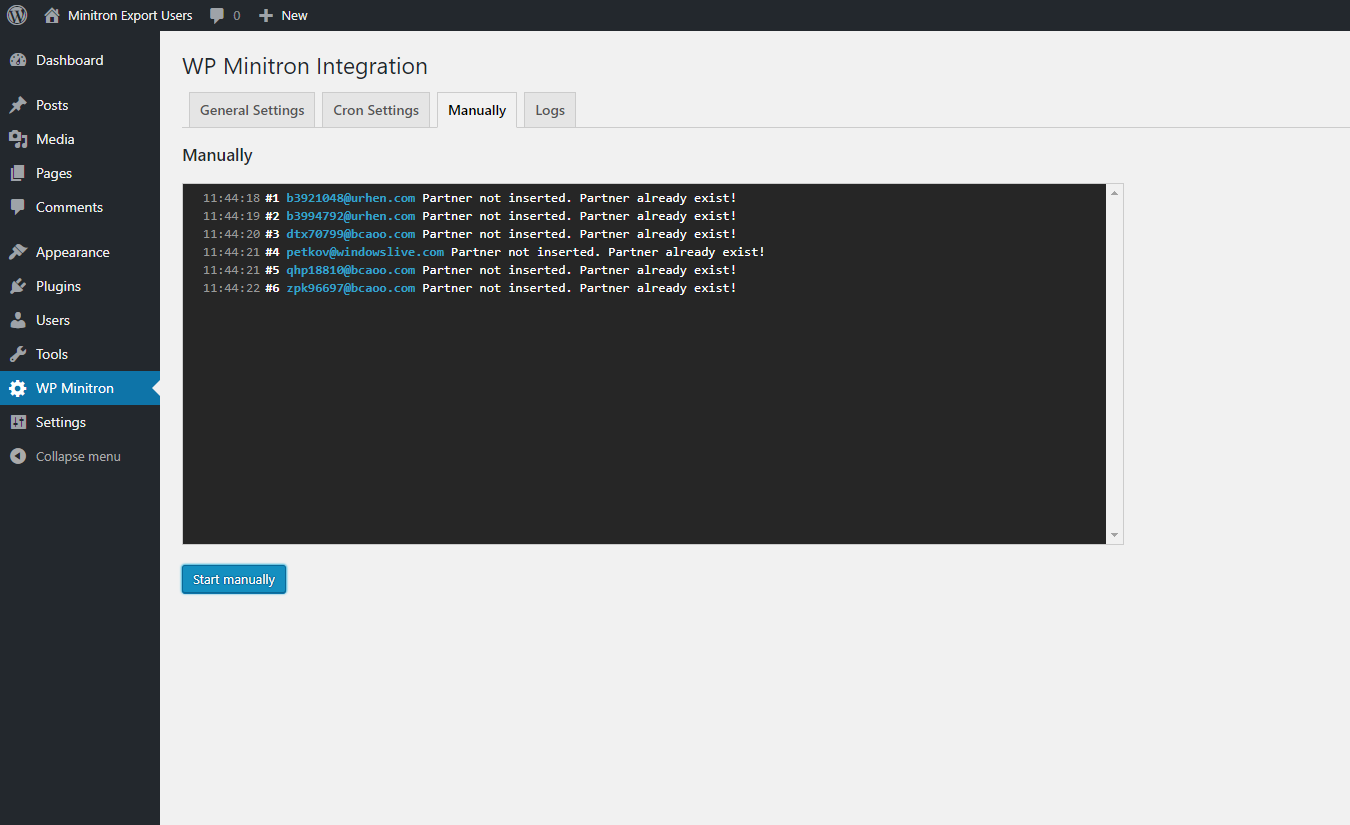 Minitron Export Users 0 New
Dashboard
Posts
Media
Pages
Comments
Appearance
Plugins
Users
Tools
WP Minitron
Settings
Collapse menu
WP Minitron Integration
General Settings Cron Settings Manually Logs
Manually
11:44:18 #1 b3921048@urhen.com Partner not inserted. Partner already exist!
11:44:19 #2 b3994792@urhen.com Partner not inserted. Partner already exist!
11:44:20 #3 dtx70799@bcaoo.com Partner not inserted. Partner already exist!
11:44:21 #4 petkov@windowslive.com Partner not inserted. Partner already exist!
11:44:21 #5 qhp18810@bcaoo.com Partner not inserted. Partner already exist!
11:44:22 #6 zpk96697@bcaoo.com Partner not inserted. Partner already exist!
Start manually